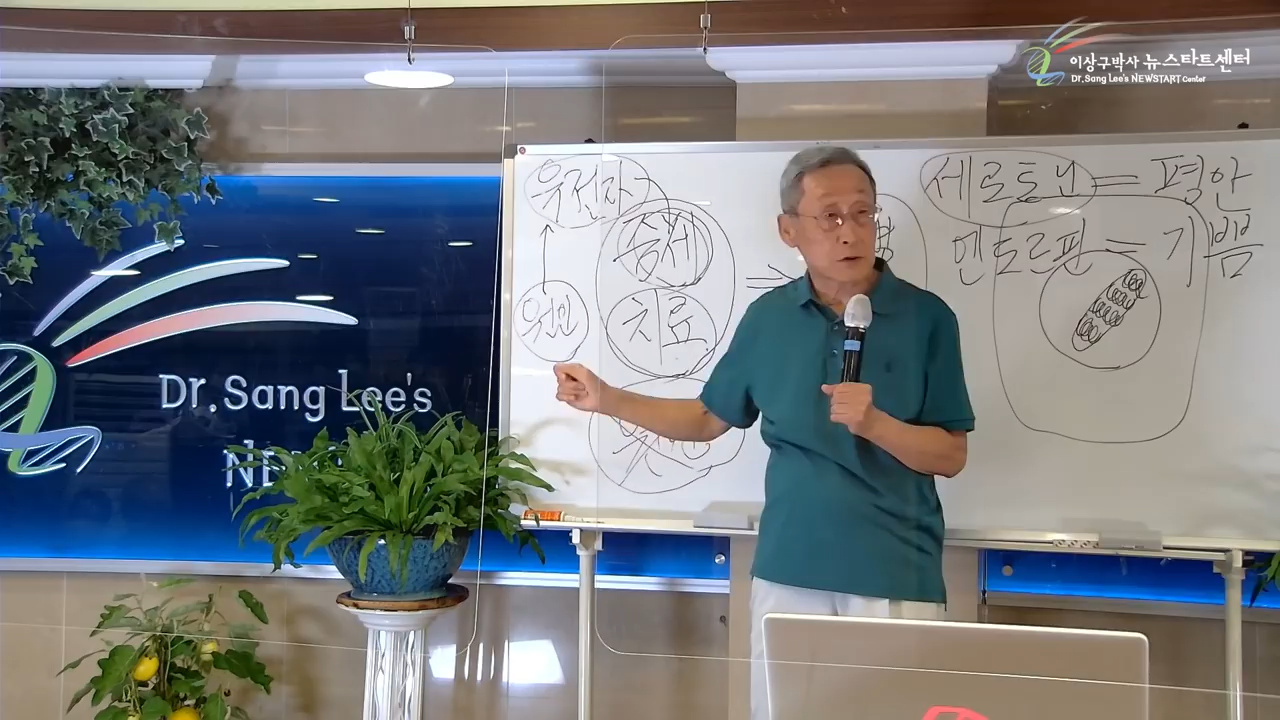 이상구박사 뉴스타트센터
Dr. Sang Lee's NEWSTART Center
유전자
증세
치료
원인
세로토닌 = 평안
엔도르핀 = 기쁨
Dr. Sang Lee's